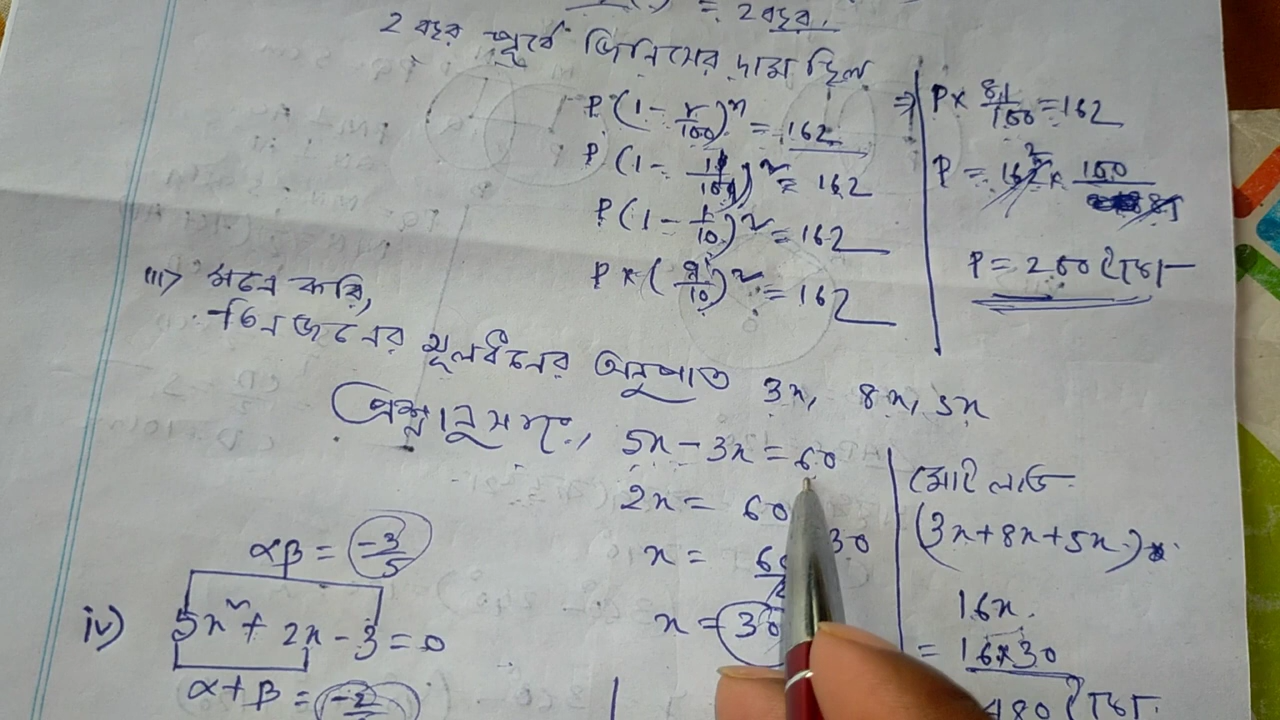 = 2 বছর.
2 বছর পূর্বে জিনিসের দাম ছিল
P(1 - r/100)ⁿ = 162
P(1 - 10/100)² = 162
P(1 - 1/10)² = 162
P × (9/10)² = 162
⇒ P × 81/100 = 162
P = 162 × 100/81
P = 200 টাকা
iii) মনে করি,
তিনজনের মূলধনের অনুপাত 3x, 8x, 5x
প্রশ্নানুসারে, 5x - 3x = 60
2x = 60
x = 60 30
x = 30
মোট লাভ
(3x+8x+5x)
16x.
= 16×30
480 টাকা.
αβ = -3/5
iv) 5x² + 2x - 3 = 0
α+β = -2